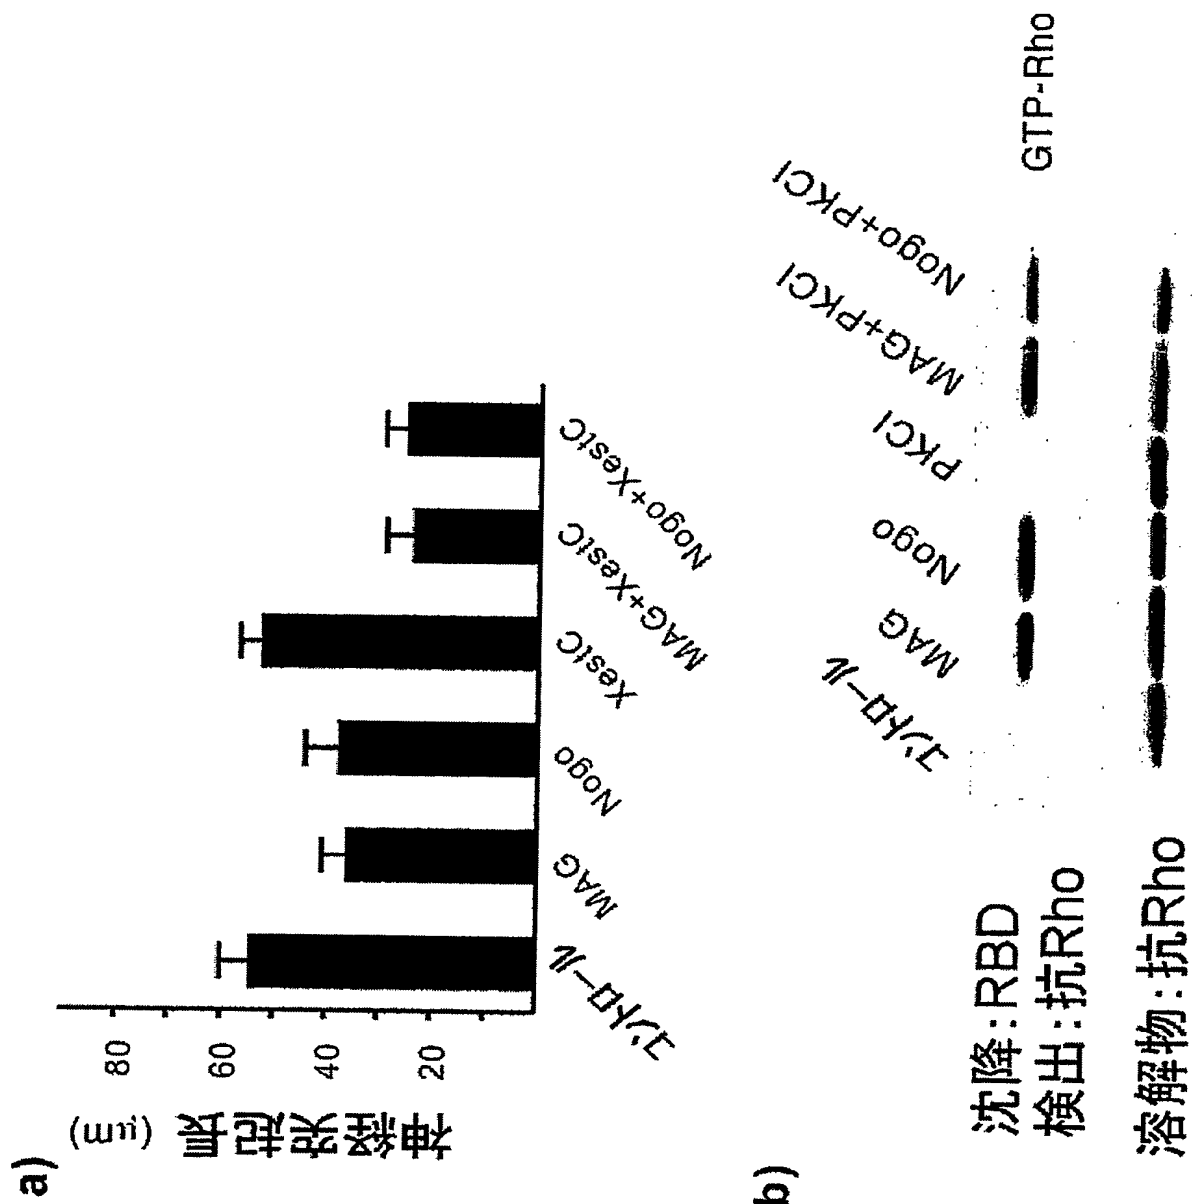 a)
神経突起長
(μm)
80
60
40
20
コントロール
MAG
Nogo
XestC
MAG+XestC
Nogo+XestC
b)
コントロール
MAG
Nogo
PKCI
MAG+PKCI
Nogo+PKCI
沈降:RBD
検出:抗Rho
GTP-Rho
溶解物:抗Rho